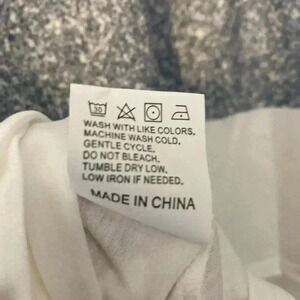 30
WASH WITH LIKE COLORS.
MACHINE WASH COLD.
GENTLE CYCLE.
DO NOT BLEACH.
TUMBLE DRY LOW.
LOW IRON IF NEEDED.
MADE IN CHINA